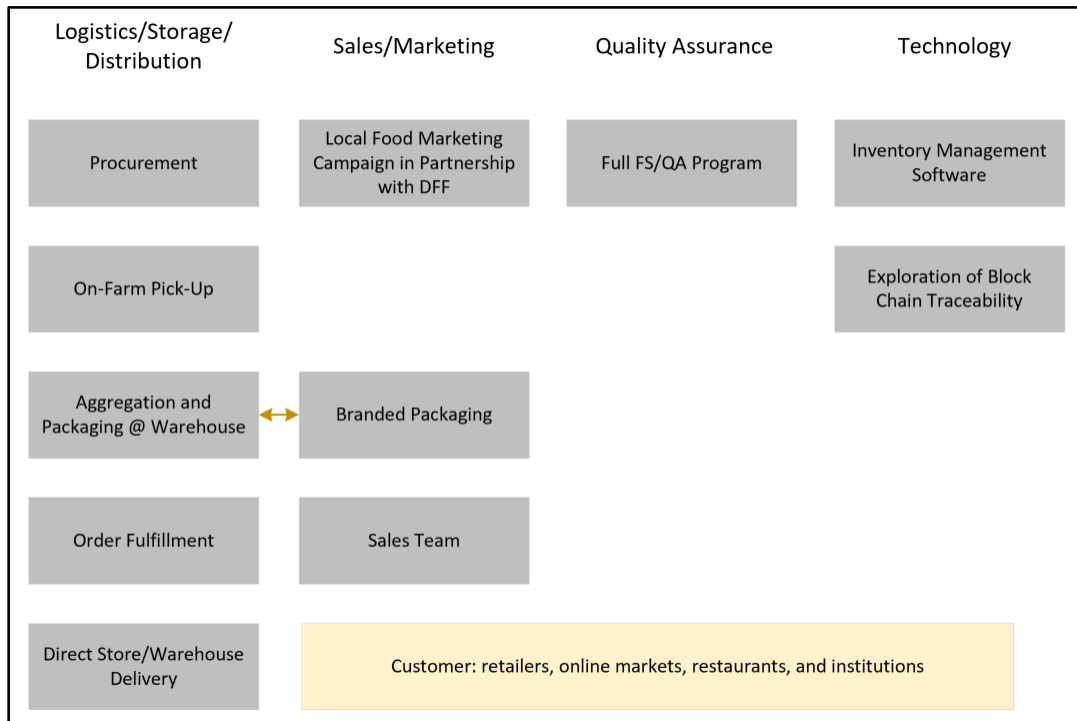 Logistics/Storage/
Distribution
Sales/Marketing
Quality Assurance
Technology
Procurement
Local Food Marketing
Campaign in Partnership
with DFF
Full FS/QA Program
Inventory Management
Software
On-Farm Pick-Up
Exploration of Block
Chain Traceability
Aggregation and
Packaging @ Warehouse
Branded Packaging
Order Fulfillment
Sales Team
Direct Store/Warehouse
Delivery
Customer: retailers, online markets, restaurants, and institutions